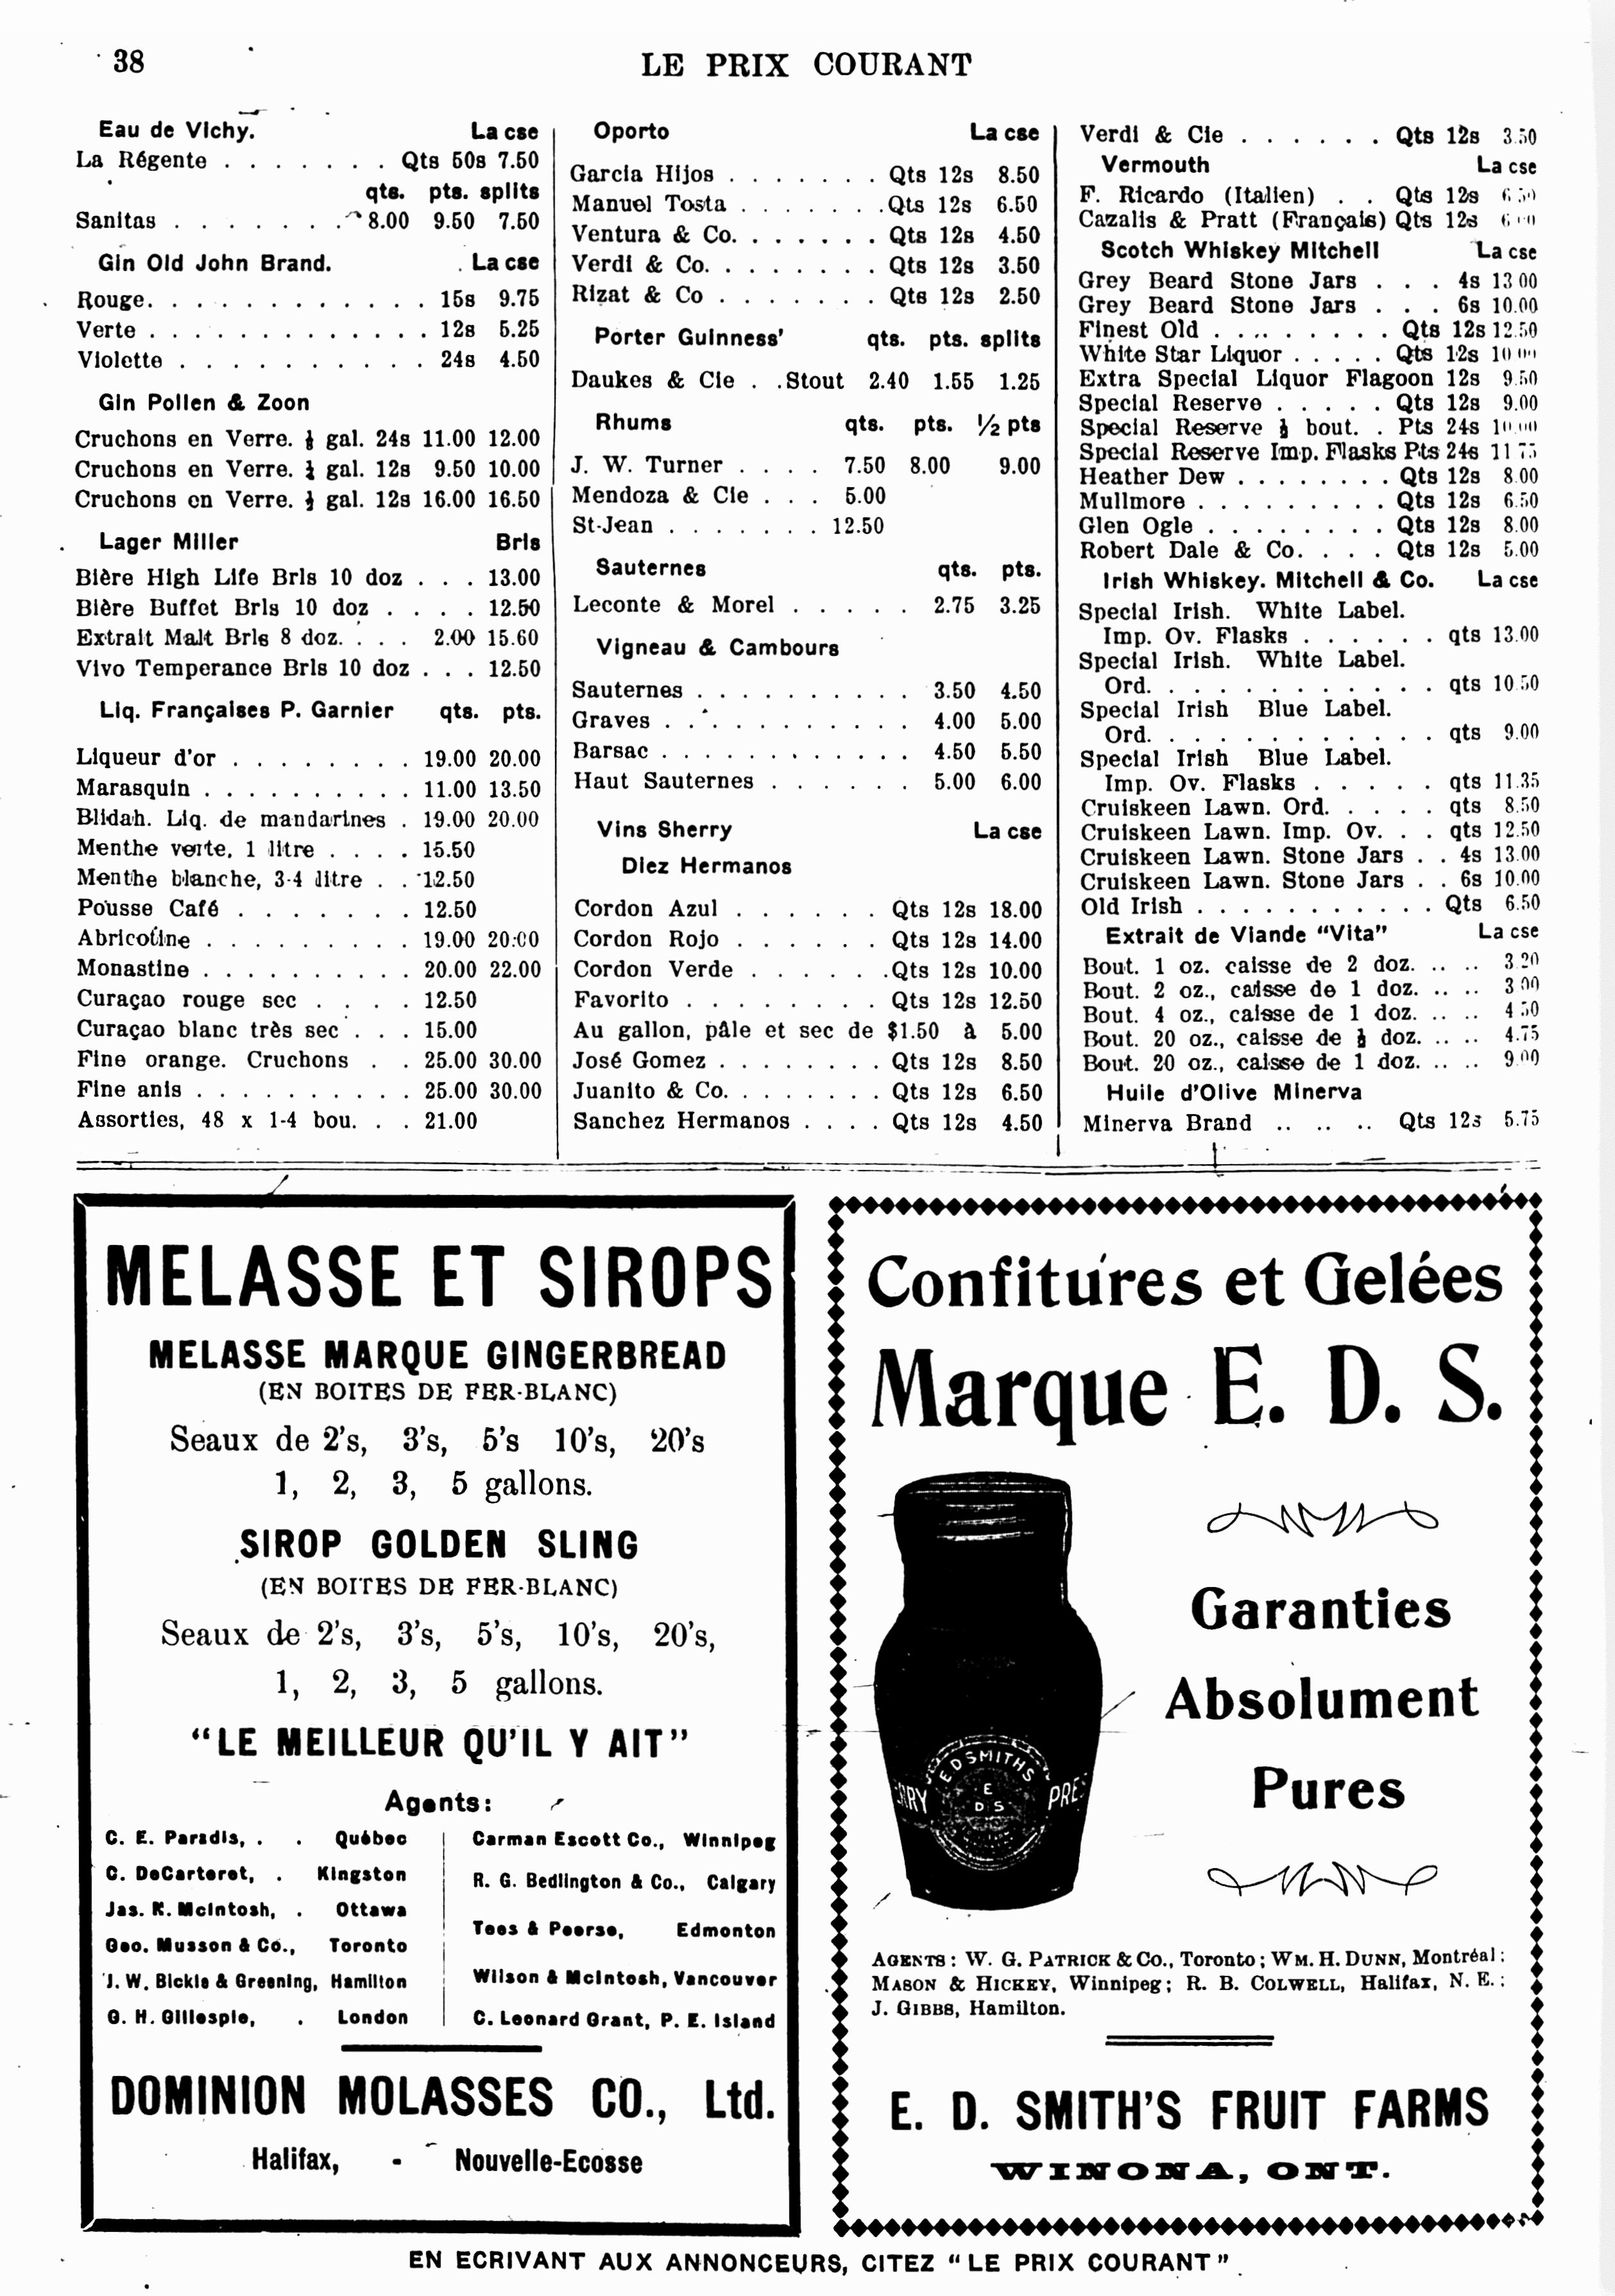 38
LE PRIX COURANT
Eau de Vichy. La cse
La Régente . . . . . . . Qts 50s 7.50
qts. pts. splits
Sanitas . . . . . . . 8.00 9.50 7.50
Gin Old John Brand. La cse
Rouge. . . . . . . . . . . . 15s 9.75
Verte . . . . . . . . . . . . . 12s 5.25
Violette . . . . . . . . . . . 24s 4.50
Gin Pollen & Zoon
Cruchons en Verre. gal. 24s 11.00 12.00
Cruchons en Verre. gal. 12s 9.50 10.00
Cruchons en Verre. gal. 12s 16.00 16.50
Lager Miller Brls
Bière High Life Brls 10 doz . . . 13.00
Bière Buffet Brls 10 doz . . . . 12.50
Extrait Malt Brls 8 doz. . . . 2.00 15.60
Vivo Temperance Brls 10 doz . . . 12.50
Liq. Françaises P. Garnier qts. pts.
Liqueur d'or . . . . . . . . 19.00 20.00
Marasquin . . . . . . . . . . 11.00 13.50
Blidah. Liq. de mandarines . 19.00 20.00
Menthe verte, 1 litre . . . . 15.50
Menthe blanche, 3-4 litre . . 12.50
Pousse Café . . . . . . . 12.50
Abricotine . . . . . . . . . 19.00 20.00
Monastine . . . . . . . . . . 20.00 22.00
Curaçao rouge sec . . . . 12.50
Curaçao blanc très sec . . . 15.00
Fine orange. Cruchons . . 25.00 30.00
Fine anis . . . . . . . . . . 25.00 30.00
Assorties, 48 x 1-4 bou. . . 21.00
Oporto La cse
Garcia Hijos . . . . . . . Qts 12s 8.50
Manuel Tosta . . . . . . . Qts 12s 6.50
Ventura & Co. . . . . . . Qts 12s 4.50
Verdi & Co. . . . . . . . Qts 12s 3.50
Rizat & Co . . . . . . . Qts 12s 2.50
Porter Guinness' qts. pts. splits
Daukes & Cie . .Stout 2.40 1.55 1.25
Rhums qts. pts. ½ pts
J. W. Turner . . . . 7.50 8.00 9.00
Mendoza & Cie . . . 5.00
St-Jean . . . . . . . 12.50
Sauternes qts. pts.
Leconte & Morel . . . . . 2.75 3.25
Vigneau & Cambours
Sauternes . . . . . . . . . . 3.50 4.50
Graves . . . . . . . . . . . 4.00 5.00
Barsac . . . . . . . . . . . . 4.50 5.50
Haut Sauternes . . . . . . 5.00 6.00
Vins Sherry La cse
Diez Hermanos
Cordon Azul . . . . . . Qts 12s 18.00
Cordon Rojo . . . . . . Qts 12s 14.00
Cordon Verde . . . . . .Qts 12s 10.00
Favorito . . . . . . . . Qts 12s 12.50
Au gallon, pâle et sec de $1.50 à 5.00
José Gomez . . . . . . . Qts 12s 8.50
Juanito & Co. . . . . . . . Qts 12s 6.50
Sanchez Hermanos . . . . Qts 12s 4.50
Verdi & Cie . . . . . . Qts 12s 3.50
Vermouth La cse
F. Ricardo (Italien) . . Qts 12s 6.50
Cazalis & Pratt (Français) Qts 12s
Scotch Whiskey Mitchell La cse
Grey Beard Stone Jars . . . 4s 13 00
Grey Beard Stone Jars . . . 6s 10.00
Finest Old . . . . . . . . Qts 12s 12.50
White Star Liquor . . . . . Qts 12s 10 00
Extra Special Liquor Flagoon 12s 9.50
Special Reserve . . . . . Qts 12s 9.00
Special Reserve ½ bout. . Pts 24s 10.00
Special Reserve Imp. Flasks Pts 24s 11 75
Heather Dew . . . . . . . . Qts 12s 8.00
Mullmore . . . . . . . . . Qts 12s 6.50
Glen Ogle . . . . . . . . Qts 12s 8.00
Robert Dale & Co. . . . . Qts 12s 5.00
Irish Whiskey. Mitchell & Co. La cse
Special Irish. White Label.
Imp. Ov. Flasks . . . . . . qts 13.00
Special Irish. White Label.
Ord. . . . . . . . . . . . . qts 10.50
Special Irish Blue Label.
Ord. . . . . . . . . . . . . qts 9.00
Special Irish Blue Label.
Imp. Ov. Flasks . . . . . qts 11.35
Cruiskeen Lawn. Ord. . . . . qts 8.50
Cruiskeen Lawn. Imp. Ov. . . qts 12.50
Cruiskeen Lawn. Stone Jars . . 4s 13.00
Cruiskeen Lawn. Stone Jars . . 6s 10.00
Old Irish . . . . . . . . . . . Qts 6.50
Extrait de Viande "Vita" La cse
Bout. 1 oz. caisse de 2 doz. .. .. 3.20
Bout. 2 oz., caisse de 1 doz. .. .. 3 00
Bout. 4 oz., caisse de 1 doz. .. .. 4 50
Bout. 20 oz., caisse de ½ doz. .. .. 4.75
Bout. 20 oz., caisse de 1 doz. .. .. 9 00
Huile d'Olive Minerva
Minerva Brand .. .. .. Qts 12s 5.75
MELASSE ET SIROPS
MELASSE MARQUE GINGERBREAD
(EN BOITES DE FER-BLANC)
Seaux de 2's, 3's, 5's 10's, 20's
1, 2, 3, 5 gallons.
SIROP GOLDEN SLING
(EN BOITES DE FER-BLANC)
Seaux de 2's, 3's, 5's, 10's, 20's,
1, 2, 3, 5 gallons.
"LE MEILLEUR QU'IL Y AIT"
Agents:
C. E. Paradis, . . Québec
C. DeCarteret, . Kingston
Jas. N. McIntosh, . Ottawa
Geo. Musson & Co., Toronto
J. W. Bickle & Greening, Hamilton
G. H. Gillespie, . London
Carman Escott Co., Winnipeg
R. G. Bedlington & Co., Calgary
Tees & Peerse, Edmonton
Wilson & McIntosh, Vancouver
C. Leonard Grant, P. E. Island
DOMINION MOLASSES CO., Ltd.
Halifax, - Nouvelle-Ecosse
Confitures et Gelées
Marque E. D. S.
Garanties
Absolument
Pures
ED SMITHS
E
D S
PRE
AGENTS: W. G. PATRICK & CO., Toronto; WM. H. DUNN, Montréal;
MASON & HICKEY, Winnipeg; R. B. COLWELL, Halifax, N. E.;
J. GIBBS, Hamilton.
E. D. SMITH'S FRUIT FARMS
WINONA, ONT.
EN ECRIVANT AUX ANNONCEURS, CITEZ "LE PRIX COURANT"